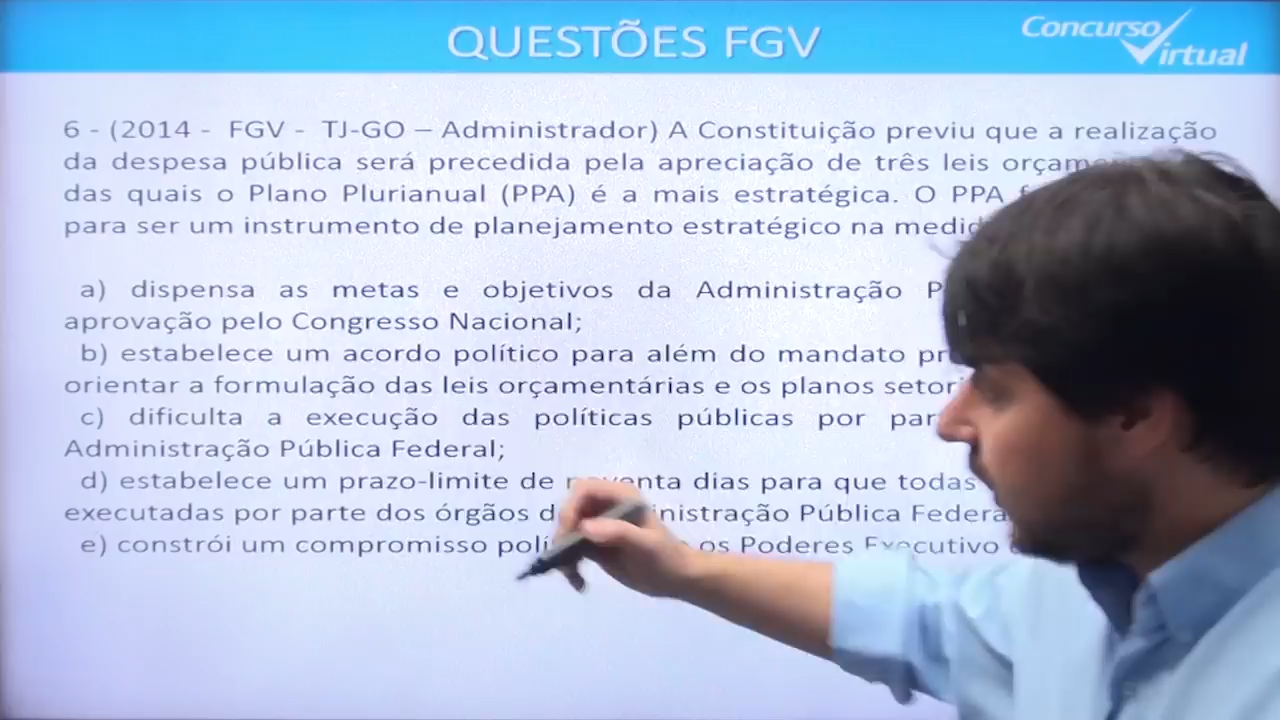 QUESTÕES FGV
Concurso Virtual
6 - (2014 - FGV - TJ-GO – Administrador) A Constituição previu que a realização
da despesa pública será precedida pela apreciação de três leis
das quais o Plano Plurianual (PPA) é a mais estratégica. O PPA
para ser um instrumento de planejamento estratégico na
a) dispensa as metas e objetivos da Administração
aprovação pelo Congresso Nacional;
b) estabelece um acordo político para além do mandato
orientar a formulação das leis orçamentárias e os planos
c) dificulta a execução das políticas públicas por
Administração Pública Federal;
d) estabelece um prazo-limite de dias para que todas
executadas por parte dos órgãos Pública
e) constrói um compromisso os Poderes Executivo